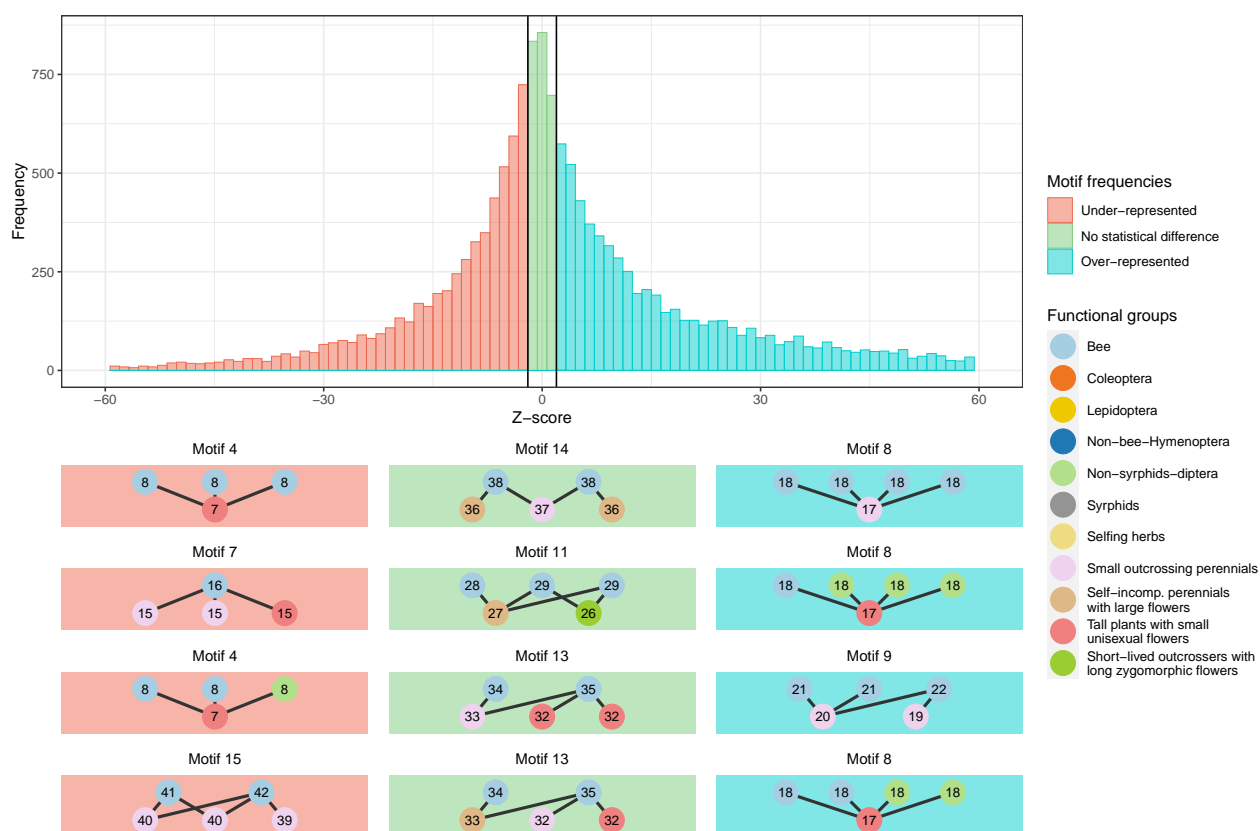 750
500
250
0
Frequency
−60
−30
0
30
60
Z−score
Motif frequencies
Under−represented
No statistical difference
Over−represented
Functional groups
Bee
Coleoptera
Lepidoptera
Non−bee−Hymenoptera
Non−syrphids−diptera
Syrphids
Selfing herbs
Small outcrossing perennials
Self−incomp. perennials
with large flowers
Tall plants with small
unisexual flowers
Short−lived outcrossers with
long zygomorphic flowers
Motif 4
8 8 8
7
Motif 14
38 38
36 37 36
Motif 8
18 18 18 18
17
Motif 7
16
15 15 15
Motif 11
28 29 29
27 26
Motif 8
18 18 18 18
17
Motif 4
8 8 8
7
Motif 13
34 35
33 32 32
Motif 9
21 21 22
20 19
Motif 15
41 42
40 40 39
Motif 13
34 35
33 32 32
Motif 8
18 18 18 18
17